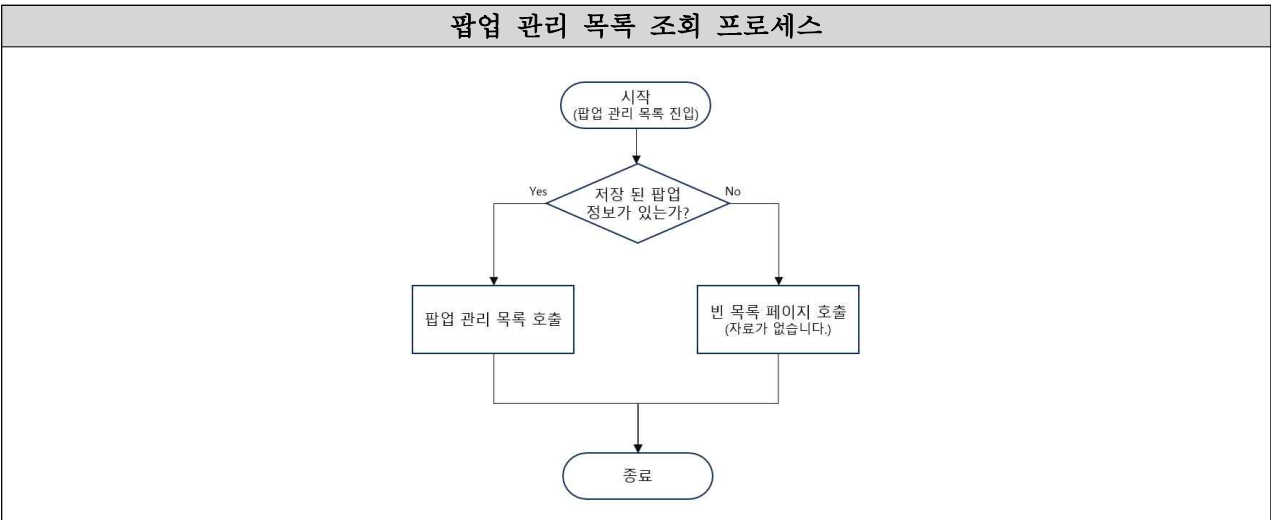 팝업 관리 목록 조회 프로세스
시작
(팝업 관리 목록 진입)
저장 된 팝업
정보가 있는가?
Yes
No
팝업 관리 목록 호출
빈 목록 페이지 호출
(자료가 없습니다.)
종료